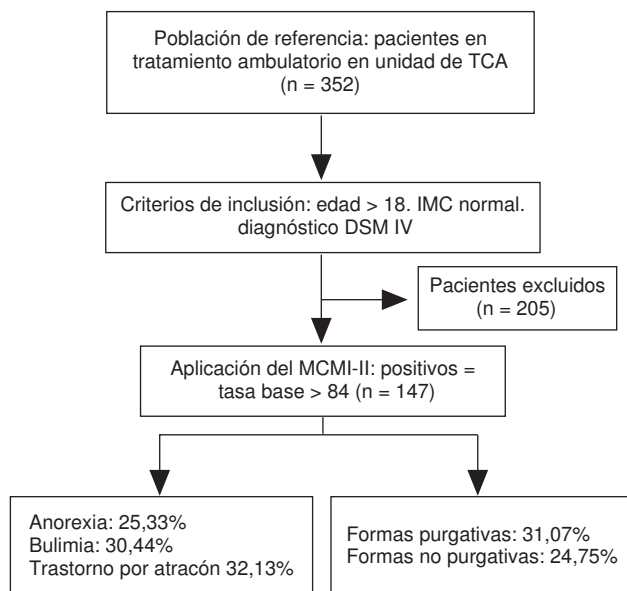 Población de referencia: pacientes en
tratamiento ambulatorio en unidad de TCA
(n = 352)
Criterios de inclusión: edad > 18. IMC normal.
diagnóstico DSM IV
Pacientes excluidos
(n = 205)
Aplicación del MCMI-II: positivos =
tasa base > 84 (n = 147)
Anorexia: 25,33%
Bulimia: 30,44%
Trastorno por atracón 32,13%
Formas purgativas: 31,07%
Formas no purgativas: 24,75%